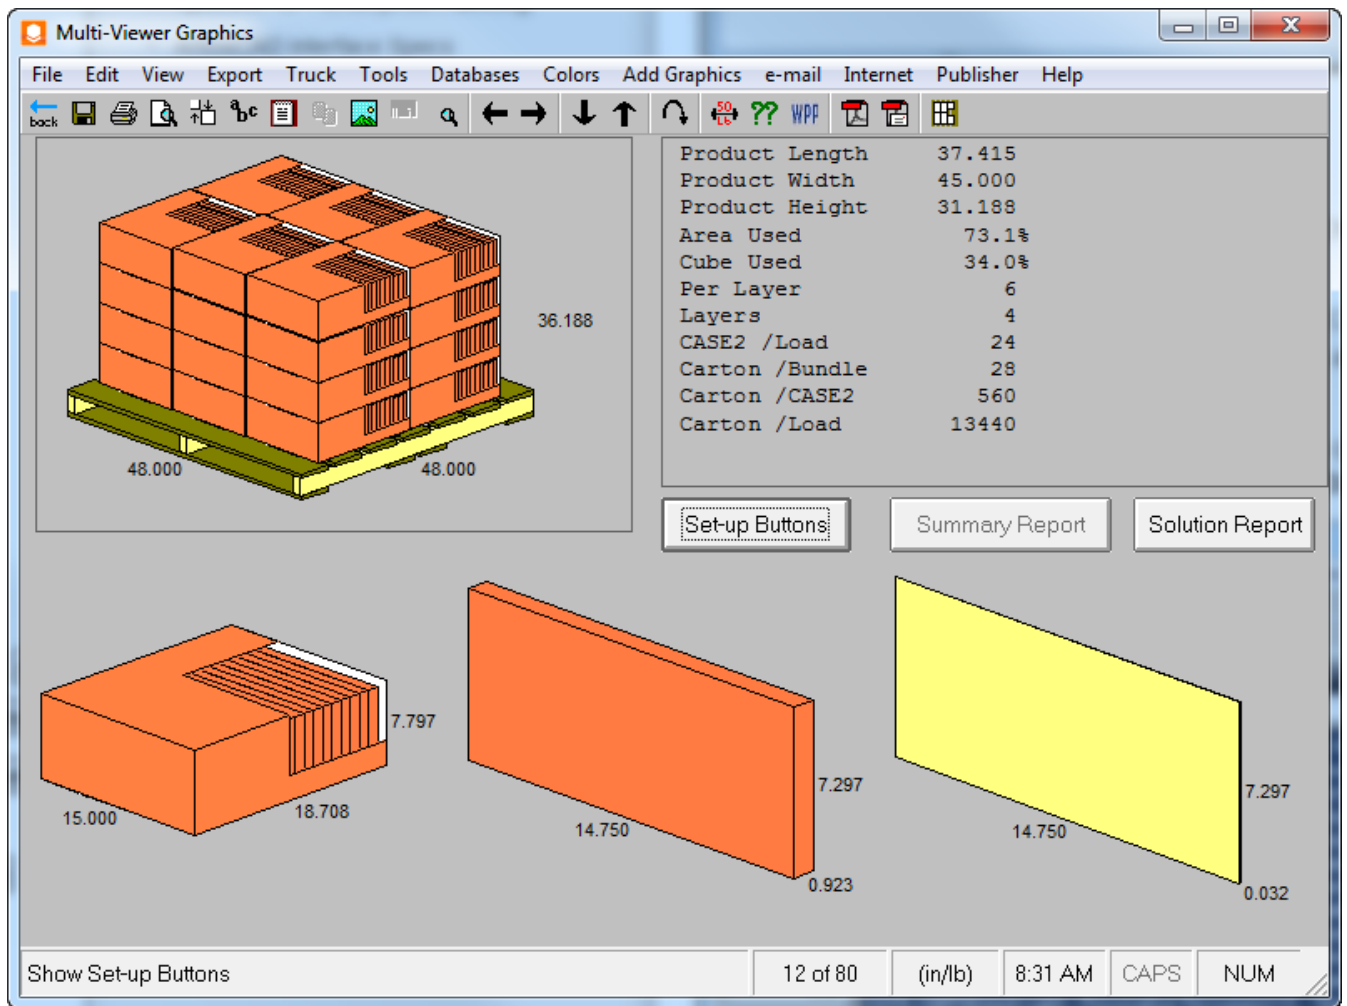 Multi-Viewer Graphics
File Edit View Export Truck Tools Databases Colors Add Graphics e-mail Internet Publisher Help
back abc 50 Lb ?? WPP
Product Length 37.415
Product Width 45.000
Product Height 31.188
Area Used 73.1%
Cube Used 34.0%
Per Layer 6
Layers 4
CASE2 /Load 24
Carton /Bundle 28
Carton /CASE2 560
Carton /Load 13440
36.188
48.000 48.000
Set-up Buttons Summary Report Solution Report
7.797
15.000 18.708
7.297
14.750
0.923
7.297
14.750
0.032
Show Set-up Buttons 12 of 80 (in/lb) 8:31 AM CAPS NUM